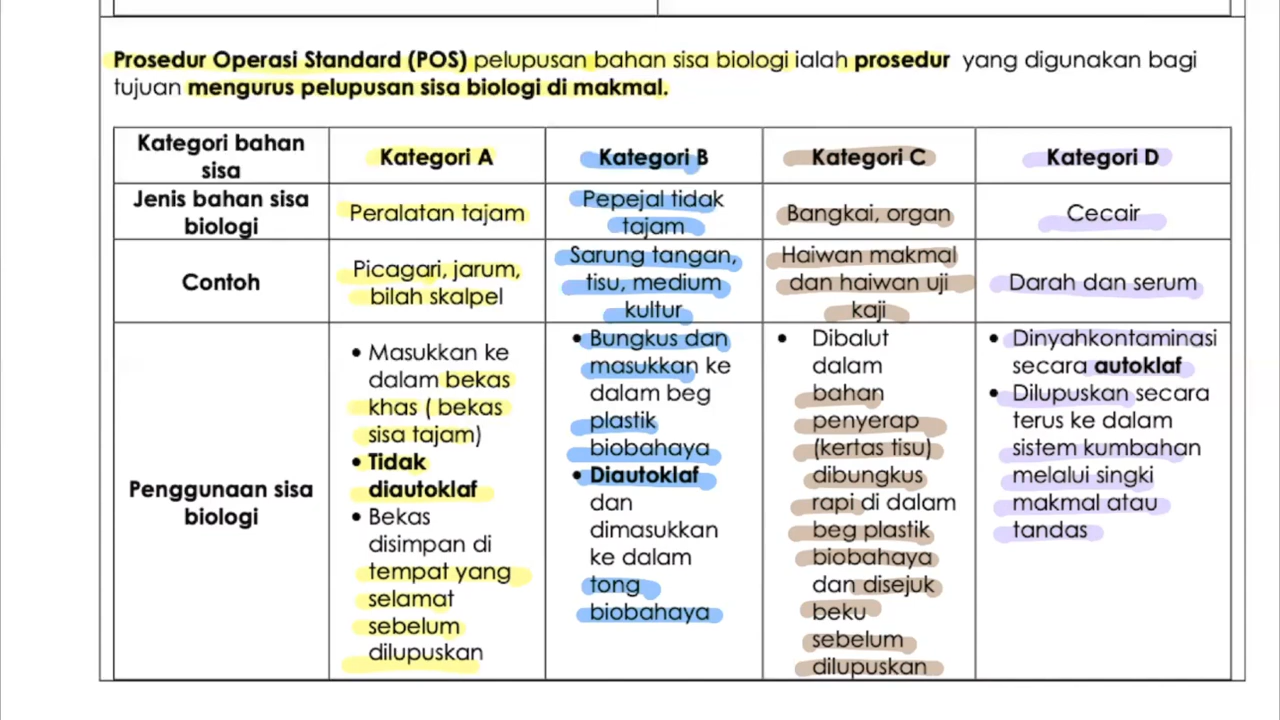 Prosedur Operasi Standard (POS) pelupusan bahan sisa biologi ialah prosedur yang digunakan bagi
tujuan mengurus pelupusan sisa biologi di makmal.
Kategori bahan
sisa
Kategori A
Kategori B
Kategori C
Kategori D
Jenis bahan sisa
biologi
Peralatan tajam
Pepejal tidak
tajam
Bangkai, organ
Cecair
Contoh
Picagari, jarum,
bilah skalpel
Sarung tangan,
tisu, medium
kultur
Haiwan makmal
dan haiwan uji
kaji
Darah dan serum
Penggunaan sisa
biologi
• Masukkan ke
dalam bekas
khas ( bekas
sisa tajam)
• Tidak
diautoklaf
• Bekas
disimpan di
tempat yang
selamat
sebelum
dilupuskan
• Bungkus dan
masukkan ke
dalam beg
plastik
biobahaya
• Diautoklaf
dan
dimasukkan
ke dalam
tong
biobahaya
• Dibalut
dalam
bahan
penyerap
(kertas tisu)
dibungkus
rapi di dalam
beg plastik
biobahaya
dan disejuk
beku
sebelum
dilupuskan
• Dinyahkontaminasi
secara autoklaf
• Dilupuskan secara
terus ke dalam
sistem kumbahan
melalui singki
makmal atau
tandas